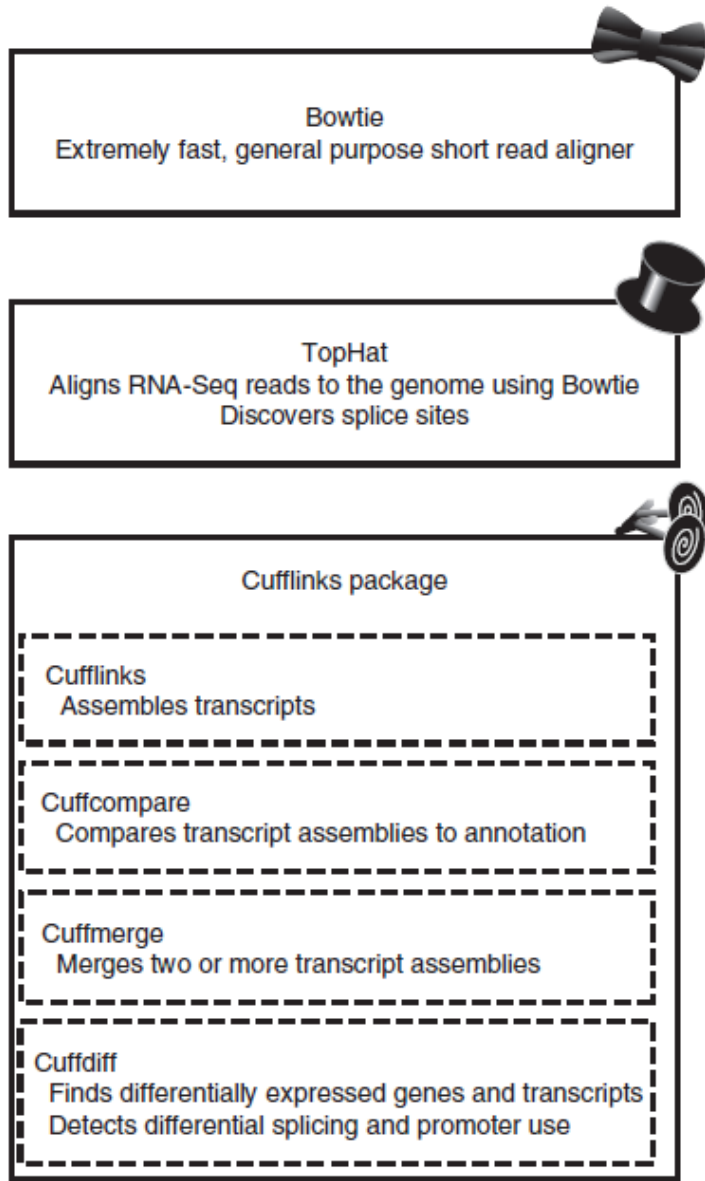 Bowtie
Extremely fast, general purpose short read aligner
TopHat
Aligns RNA-Seq reads to the genome using Bowtie
Discovers splice sites
Cufflinks package
Cufflinks
Assembles transcripts
Cuffcompare
Compares transcript assemblies to annotation
Cuffmerge
Merges two or more transcript assemblies
Cuffdiff
Finds differentially expressed genes and transcripts
Detects differential splicing and promoter use